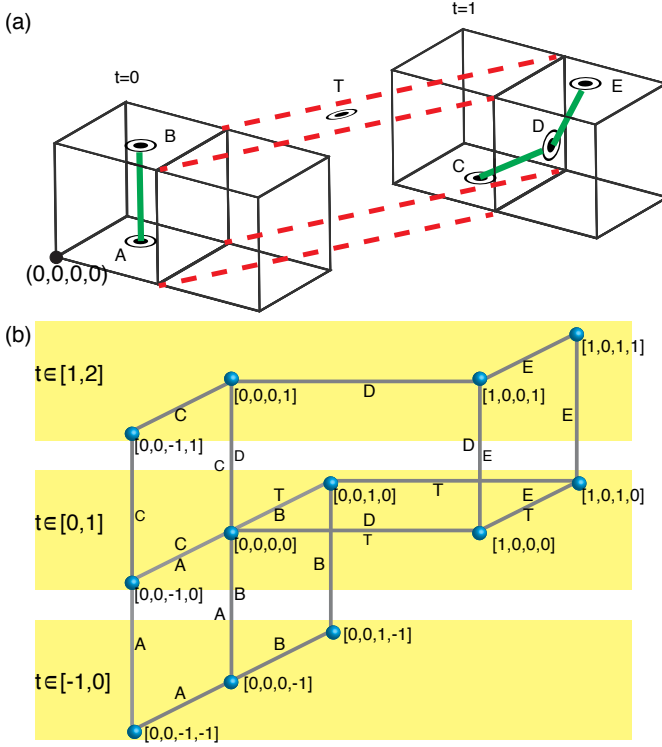 (a)
t=1
t=0
T
E
B
D
C
A
(0,0,0,0)
(b)
t∈[1,2]
[1,0,1,1]
E
[0,0,0,1]
D
[1,0,0,1]
C
E
[0,0,-1,1]
D
D
C
E
t∈[0,1]
T
[0,0,1,0]
T
E
[1,0,1,0]
C
B
D
T
C
[0,0,0,0]
T
[1,0,0,0]
A
B
[0,0,-1,0]
B
A
A
B
[0,0,1,-1]
t∈[-1,0]
A
[0,0,0,-1]
[0,0,-1,-1]